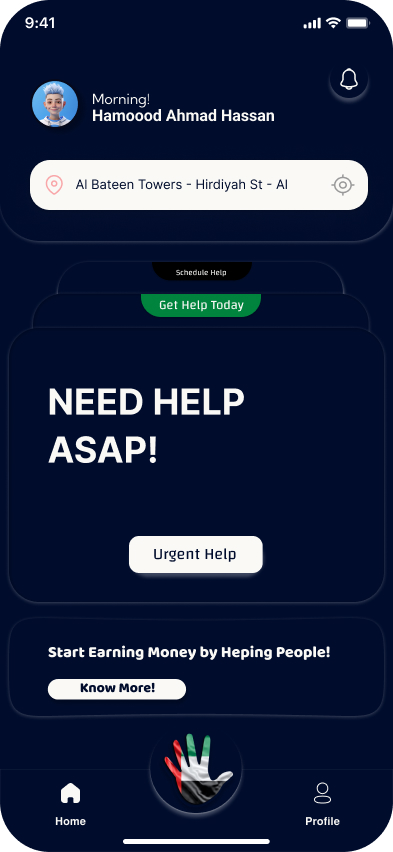 9:41
Morning!
Hamoood Ahmad Hassan
Al Bateen Towers - Hirdiyah St - Al
Schedule Help
Get Help Today
NEED HELP
ASAP!
Urgent Help
Start Earning Money by Heping People!
Know More!
Home
Profile